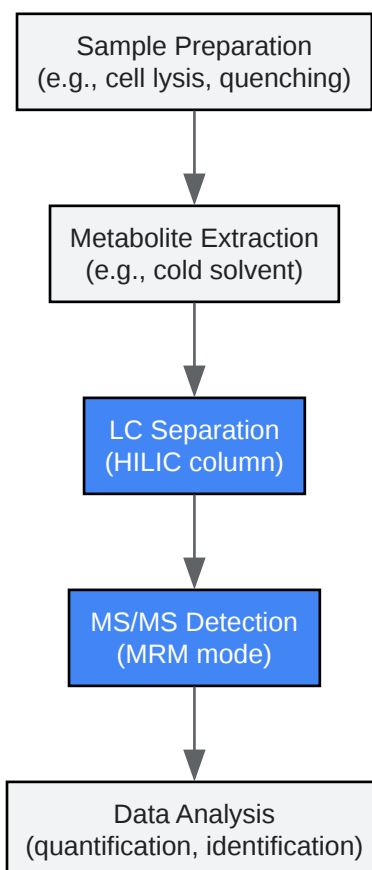 Sample Preparation
(e.g., cell lysis, quenching)
Metabolite Extraction
(e.g., cold solvent)
LC Separation
(HILIC column)
MS/MS Detection
(MRM mode)
Data Analysis
(quantification, identification)